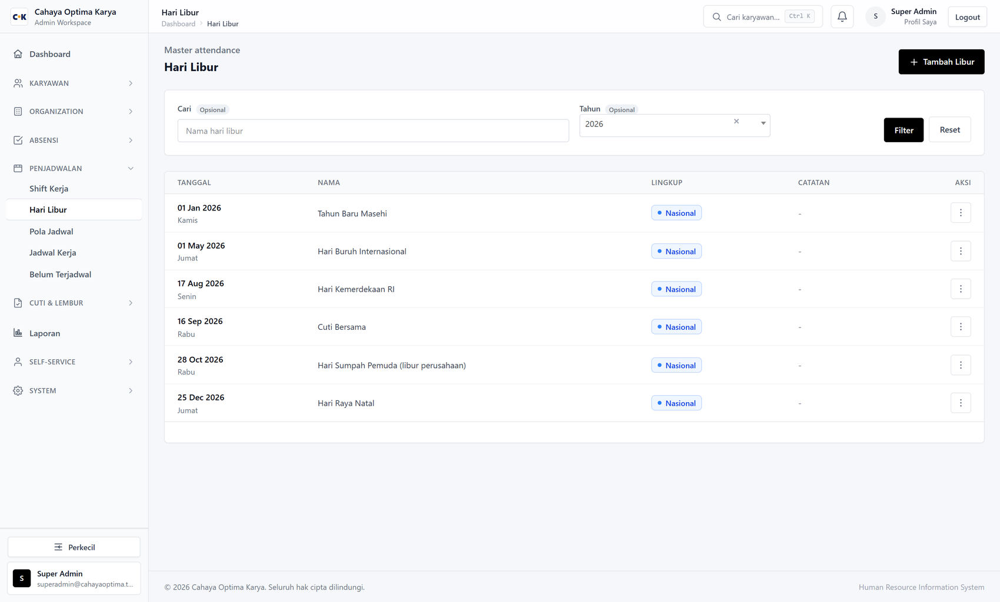 C•K
Cahaya Optima Karya
Admin Workspace
Hari Libur
Dashboard > Hari Libur
Cari karyawan... Ctrl K
S
Super Admin
Profil Saya
Logout
Dashboard
KARYAWAN
ORGANIZATION
ABSENSI
PENJADWALAN
Shift Kerja
Hari Libur
Pola Jadwal
Jadwal Kerja
Belum Terjadwal
CUTI & LEMBUR
Laporan
SELF-SERVICE
SYSTEM
Perkecil
S
Super Admin
superadmin@cahayaoptima.t...
Master attendance
Hari Libur
+ Tambah Libur
Cari Opsional
Nama hari libur
Tahun Opsional
2026 ×
Filter
Reset
TANGGAL NAMA LINGKUP CATATAN AKSI
01 Jan 2026
Kamis
Tahun Baru Masehi
Nasional
-
01 May 2026
Jumat
Hari Buruh Internasional
Nasional
-
17 Aug 2026
Senin
Hari Kemerdekaan RI
Nasional
-
16 Sep 2026
Rabu
Cuti Bersama
Nasional
-
28 Oct 2026
Rabu
Hari Sumpah Pemuda (libur perusahaan)
Nasional
-
25 Dec 2026
Jumat
Hari Raya Natal
Nasional
-
© 2026 Cahaya Optima Karya. Seluruh hak cipta dilindungi.
Human Resource Information System